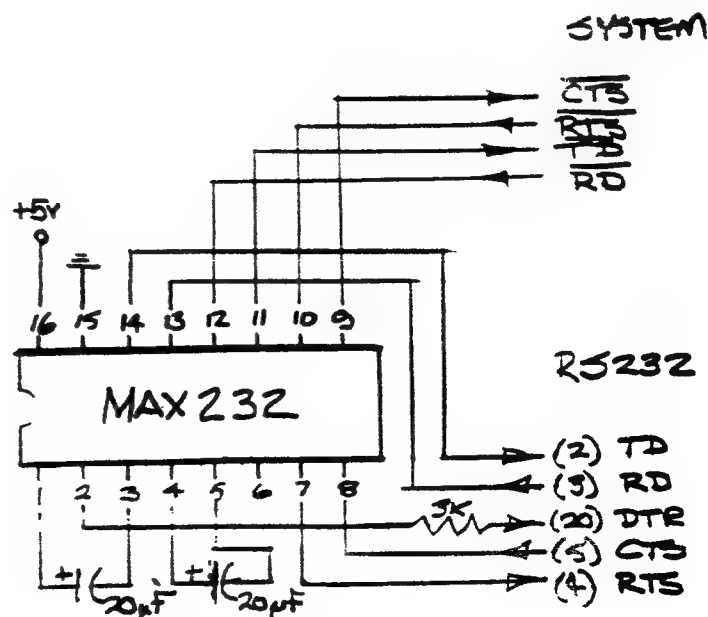 SYSTEM
CTS
RTS
TD
RD
+5v
16 15 14 13 12 11 10 9
MAX 232
RS232
1 2 3 4 5 6 7 8
(2) TD
(3) RD
3K
(20) DTR
(5) CTS
(4) RTS
+ 20µF
+ 20µF